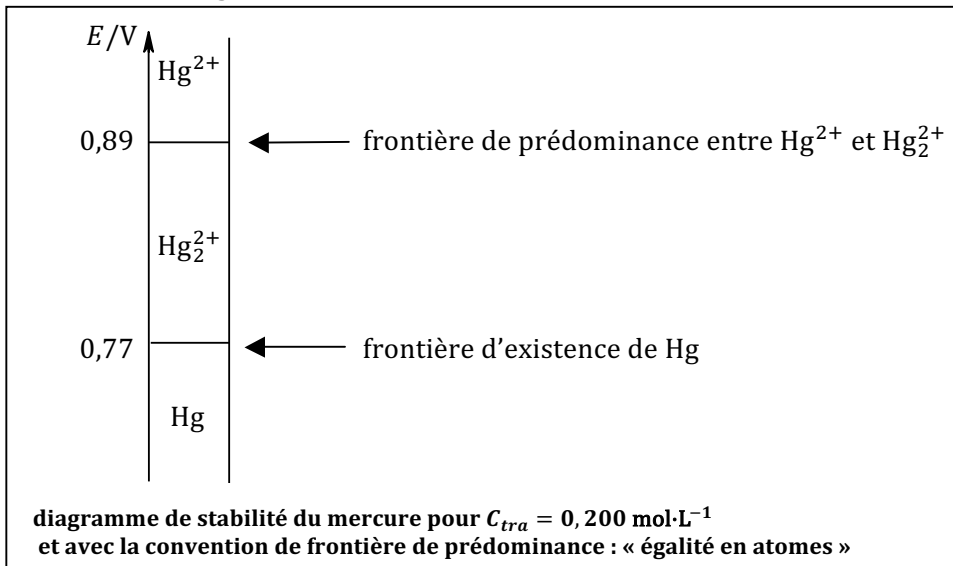 E/V
Hg²⁺
0,89
frontière de prédominance entre Hg²⁺ et Hg₂²⁺
Hg₂²⁺
0,77
frontière d'existence de Hg
Hg
diagramme de stabilité du mercure pour C_tra = 0,200 mol·L⁻¹
et avec la convention de frontière de prédominance : « égalité en atomes »